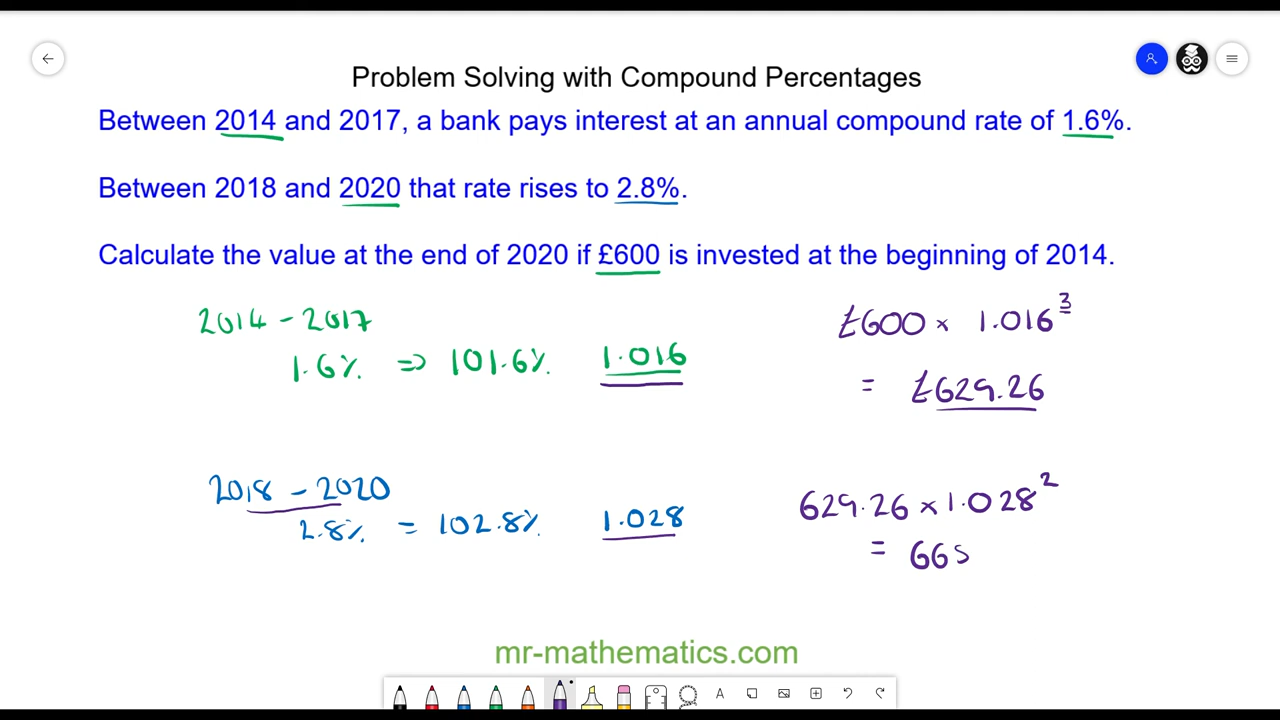 Problem Solving with Compound Percentages
Between 2014 and 2017, a bank pays interest at an annual compound rate of 1.6%.
Between 2018 and 2020 that rate rises to 2.8%.
Calculate the value at the end of 2020 if £600 is invested at the beginning of 2014.
2014 - 2017
1.6% => 101.6% 1.016
£600 × 1.016³
= £629.26
2018 - 2020
2.8% = 102.8% 1.028
629.26 × 1.028²
= 665
mr-mathematics.com
A